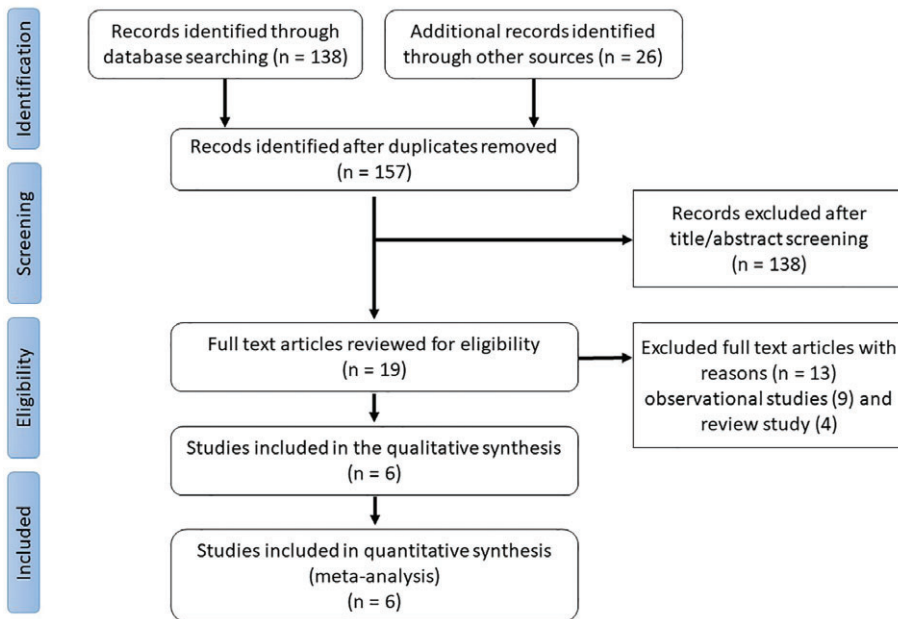 Identification
Records identified through
database searching (n = 138)
Additional records identified
through other sources (n = 26)
Recods identified after duplicates removed
(n = 157)
Screening
Records excluded after
title/abstract screening
(n = 138)
Eligibility
Full text articles reviewed for eligibility
(n = 19)
Excluded full text articles with
reasons (n = 13)
observational studies (9) and
review study (4)
Studies included in the qualitative synthesis
(n = 6)
Included
Studies included in quantitative synthesis
(meta-analysis)
(n = 6)